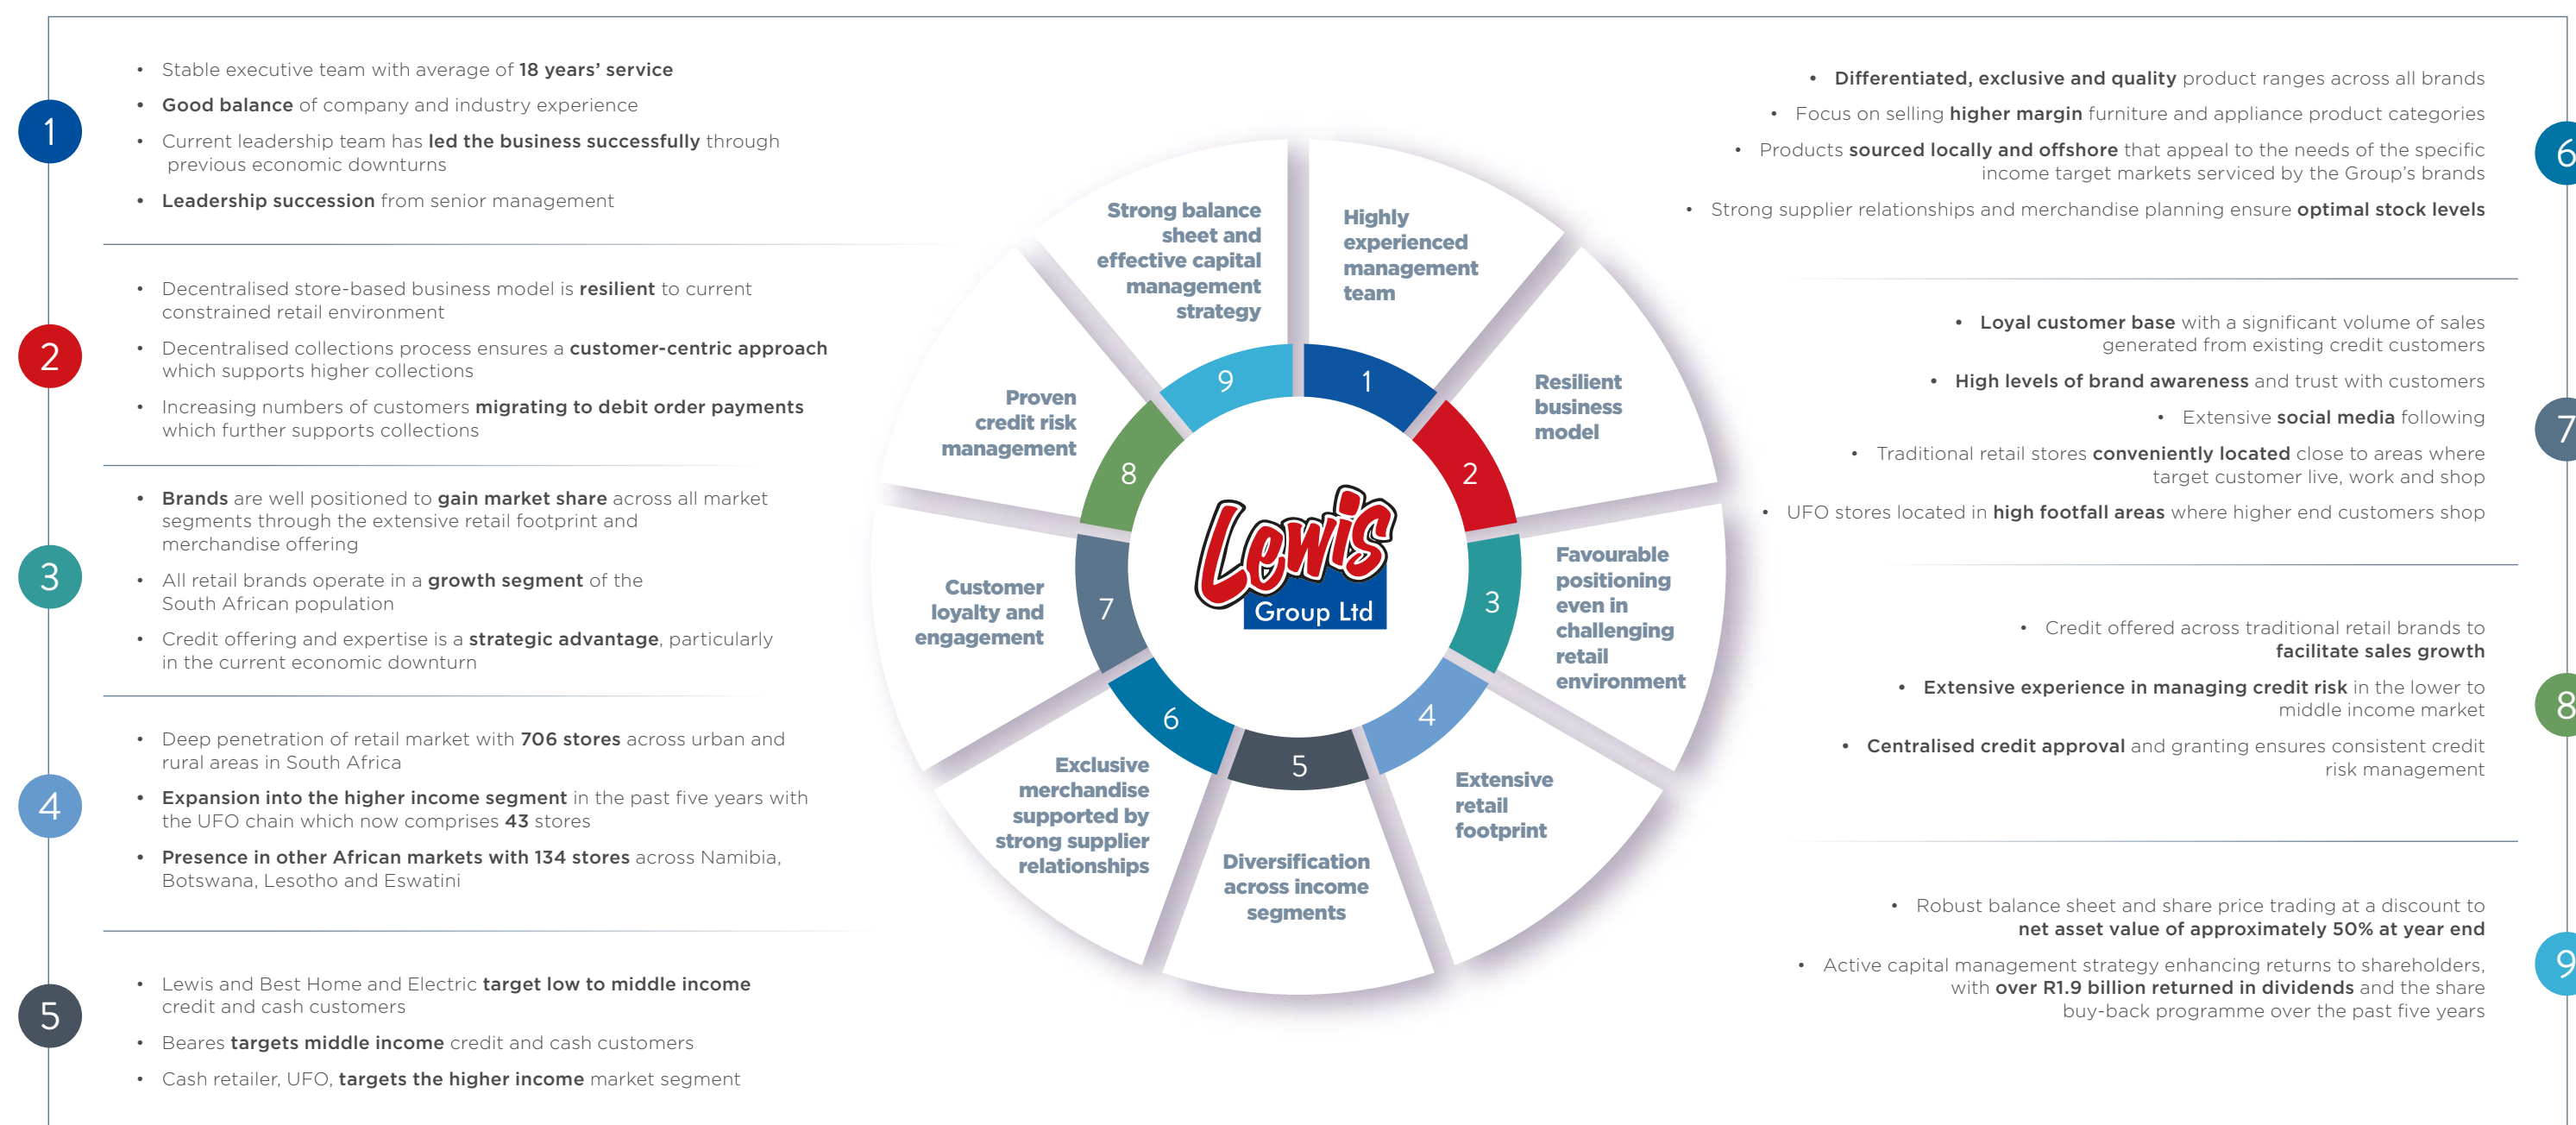 1
• Stable executive team with average of 18 years’ service
• Good balance of company and industry experience
• Current leadership team has led the business successfully through
previous economic downturns
• Leadership succession from senior management
2
• Decentralised store-based business model is resilient to current
constrained retail environment
• Decentralised collections process ensures a customer-centric approach
which supports higher collections
• Increasing numbers of customers migrating to debit order payments
which further supports collections
3
• Brands are well positioned to gain market share across all market
segments through the extensive retail footprint and
merchandise offering
• All retail brands operate in a growth segment of the
South African population
• Credit offering and expertise is a strategic advantage, particularly
in the current economic downturn
4
• Deep penetration of retail market with 706 stores across urban and
rural areas in South Africa
• Expansion into the higher income segment in the past five years with
the UFO chain which now comprises 43 stores
• Presence in other African markets with 134 stores across Namibia,
Botswana, Lesotho and Eswatini
5
• Lewis and Best Home and Electric target low to middle income
credit and cash customers
• Beares targets middle income credit and cash customers
• Cash retailer, UFO, targets the higher income market segment
Highly
experienced
management
team
1
Resilient
business
model
2
Favourable
positioning
even in
challenging
retail
environment
3
Extensive
retail
footprint
4
Diversification
across income
segments
5
Exclusive
merchandise
supported by
strong supplier
relationships
6
Customer
loyalty and
engagement
7
Proven
credit risk
management
8
Strong balance
sheet and
effective capital
management
strategy
9
Lewis
Group Ltd
• Differentiated, exclusive and quality product ranges across all brands
• Focus on selling higher margin furniture and appliance product categories
• Products sourced locally and offshore that appeal to the needs of the specific
income target markets serviced by the Group’s brands
• Strong supplier relationships and merchandise planning ensure optimal stock levels
6
• Loyal customer base with a significant volume of sales
generated from existing credit customers
• High levels of brand awareness and trust with customers
• Extensive social media following
• Traditional retail stores conveniently located close to areas where
target customer live, work and shop
• UFO stores located in high footfall areas where higher end customers shop
7
• Credit offered across traditional retail brands to
facilitate sales growth
• Extensive experience in managing credit risk in the lower to
middle income market
• Centralised credit approval and granting ensures consistent credit
risk management
8
• Robust balance sheet and share price trading at a discount to
net asset value of approximately 50% at year end
• Active capital management strategy enhancing returns to shareholders,
with over R1.9 billion returned in dividends and the share
buy-back programme over the past five years
9